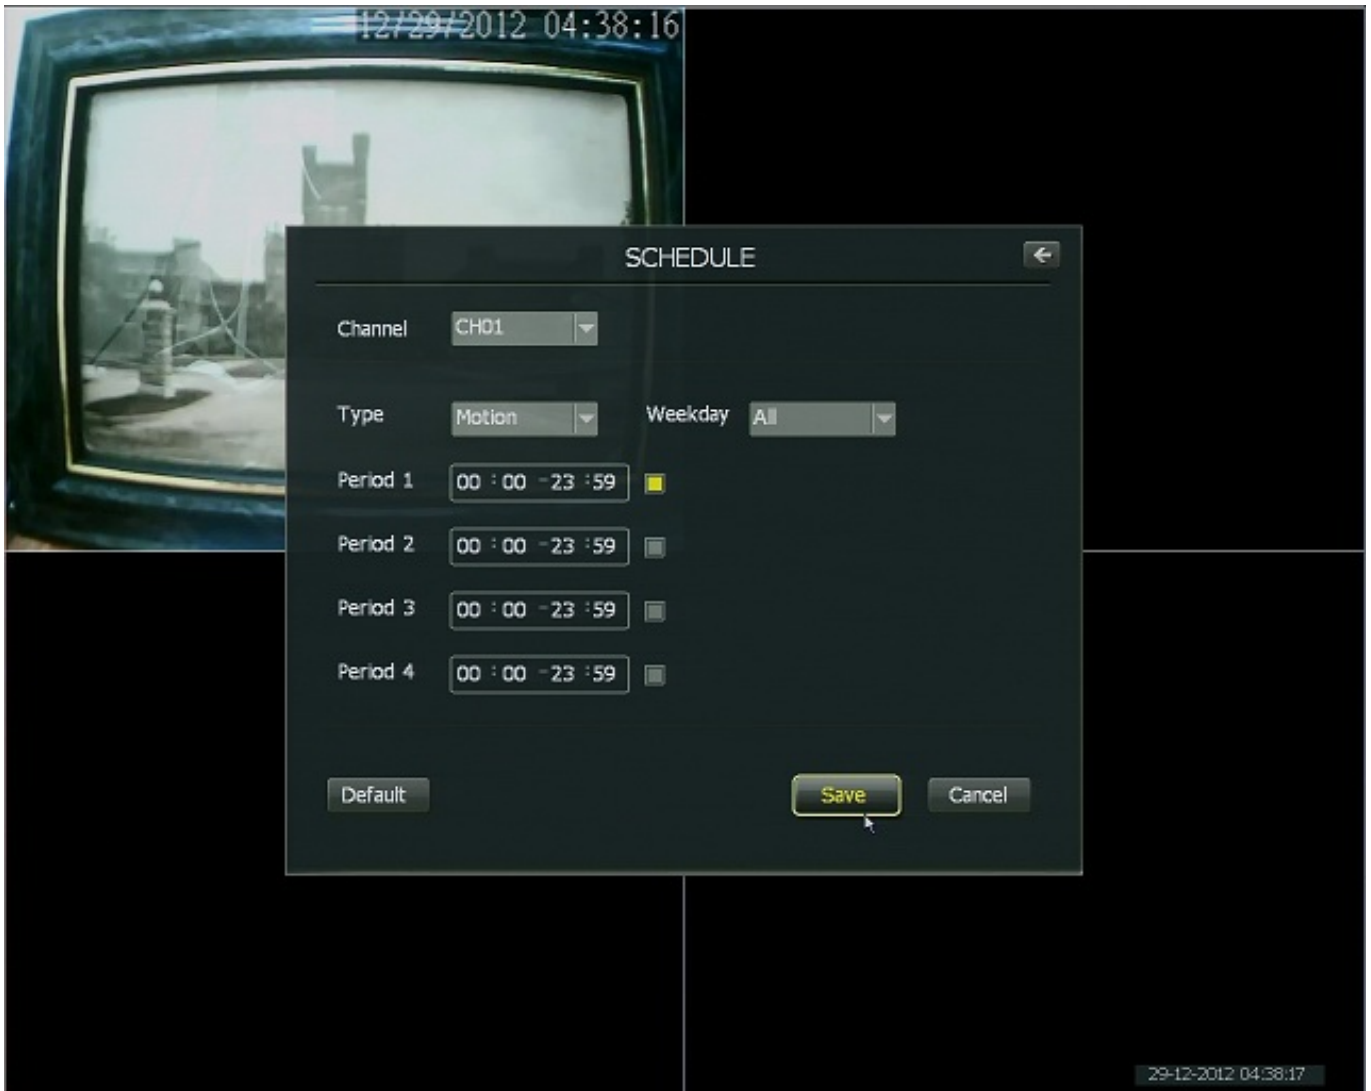 12/29/2012 04:38:16
SCHEDULE
Channel CH01
Type Motion Weekday All
Period 1 00 : 00 - 23 : 59
Period 2 00 : 00 - 23 : 59
Period 3 00 : 00 - 23 : 59
Period 4 00 : 00 - 23 : 59
Default Save Cancel
29-12-2012 04:38:17